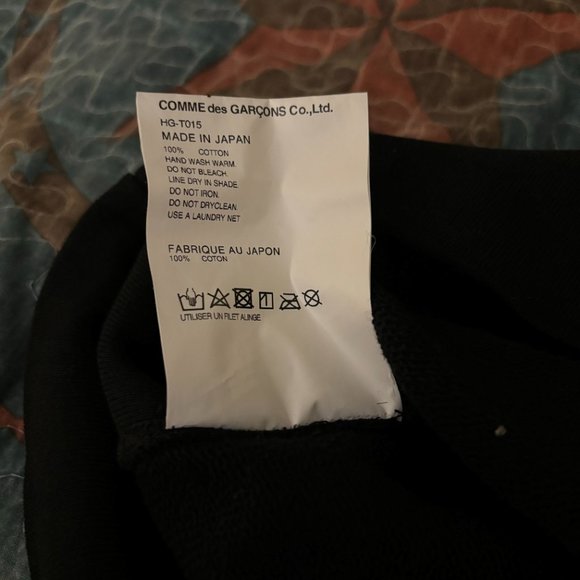 COMME des GARÇONS Co.,Ltd.
HG-T015
MADE IN JAPAN
100% COTTON
HAND WASH WARM.
DO NOT BLEACH.
LINE DRY IN SHADE.
DO NOT IRON.
DO NOT DRYCLEAN.
USE A LAUNDRY NET
FABRIQUE AU JAPON
100% COTON
UTILISER UN FILET ALINGE